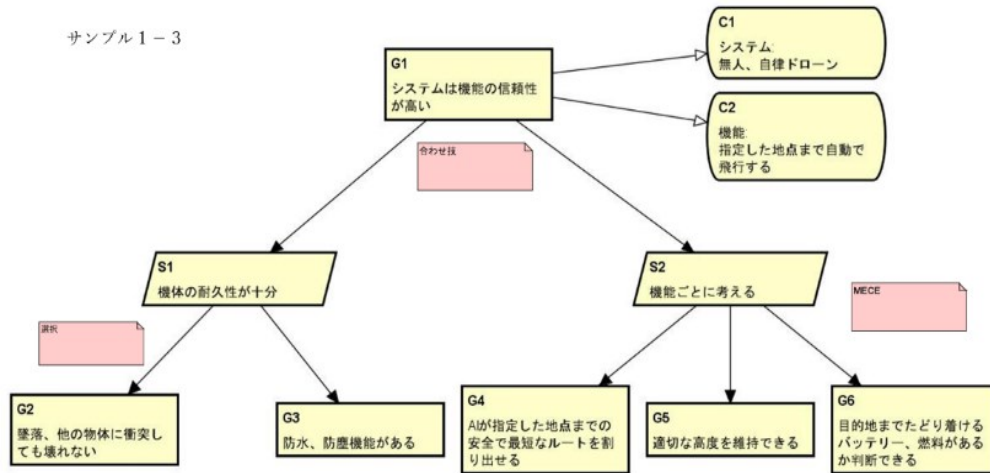 サンプル1-3
G1
システムは機能の信頼性
が高い
C1
システム:
無人、自律ドローン
C2
機能:
指定した地点まで自動で
飛行する
合わせ技
S1
機体の耐久性が十分
S2
機能ごとに考える
選択
MECE
G2
墜落、他の物体に衝突し
ても壊れない
G3
防水、防塵機能がある
G4
AIが指定した地点までの
安全で最短なルートを割
り出せる
G5
適切な高度を維持できる
G6
目的地までたどり着ける
バッテリー、燃料がある
か判断できる